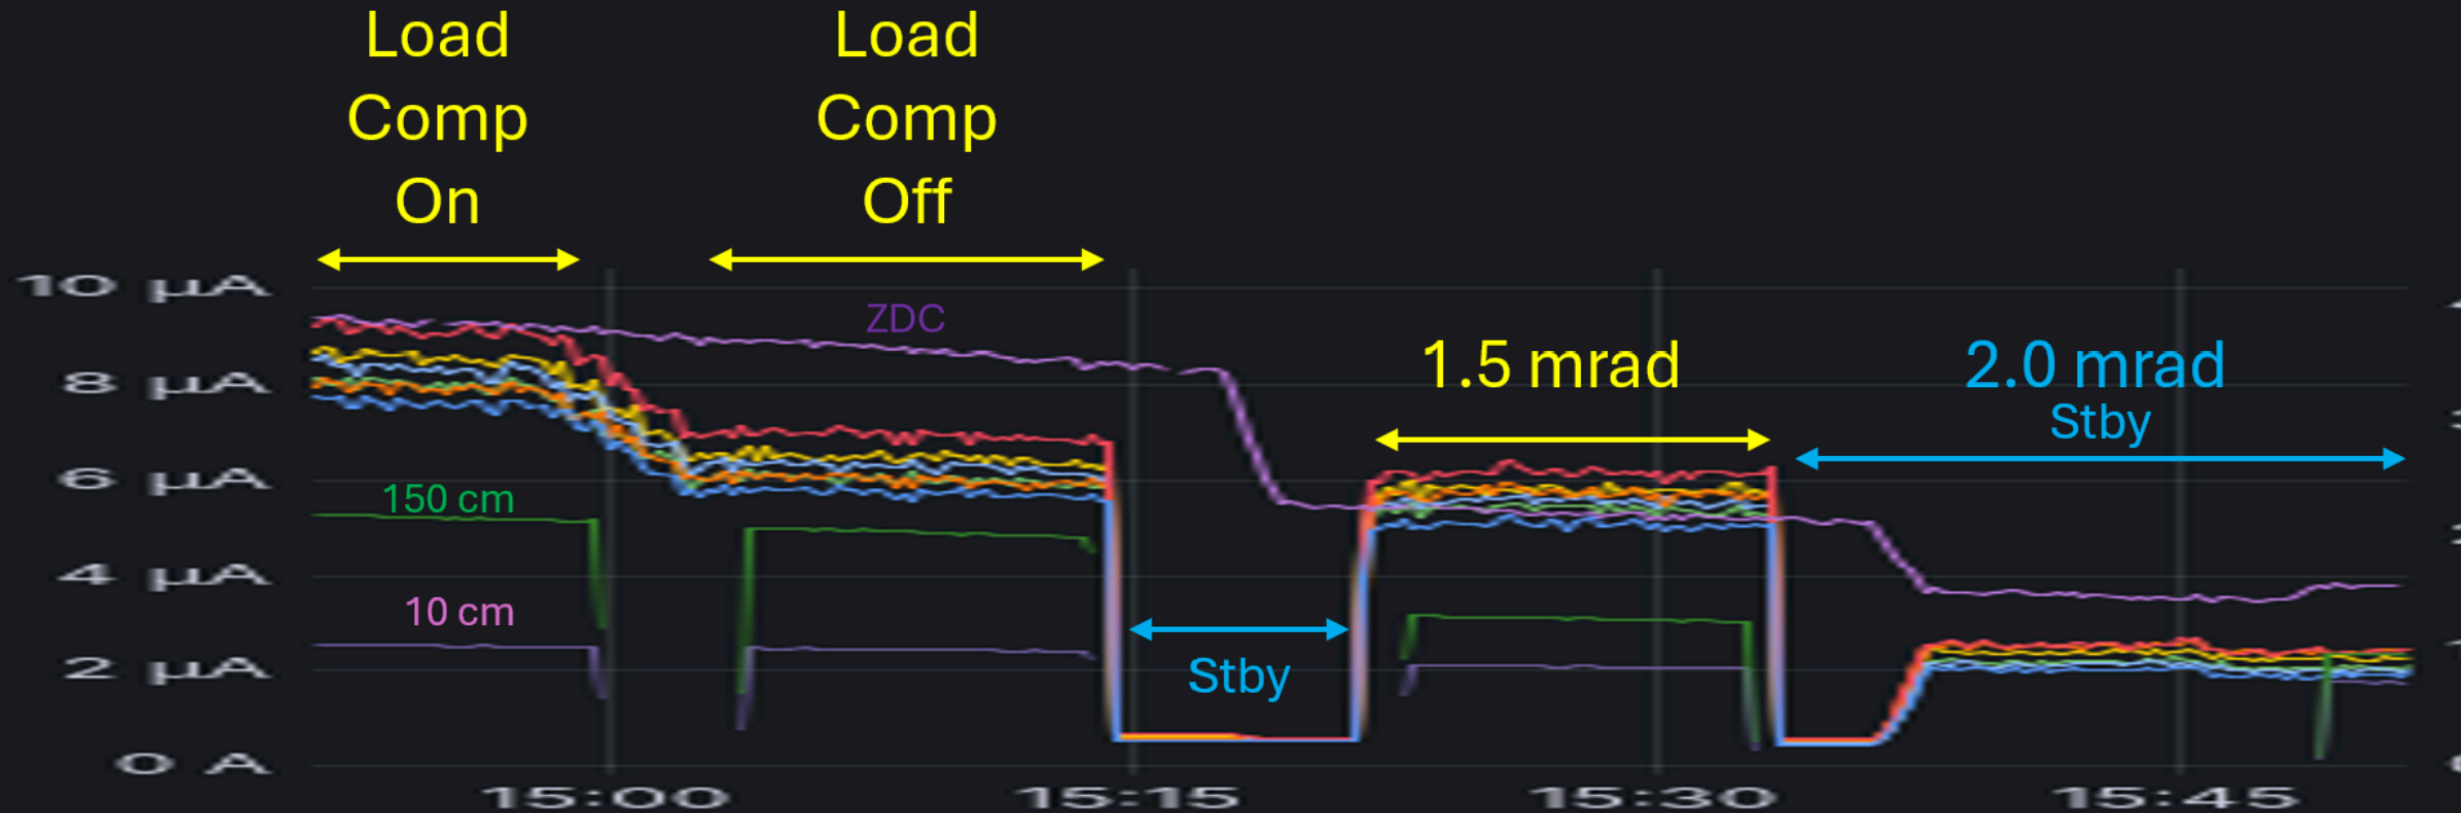 Load
Comp
On
Load
Comp
Off
10 µA
ZDC
8 µA
1.5 mrad
2.0 mrad
Stby
6 µA
150 cm
4 µA
10 cm
2 µA
Stby
0 A
15:00
15:15
15:30
15:45